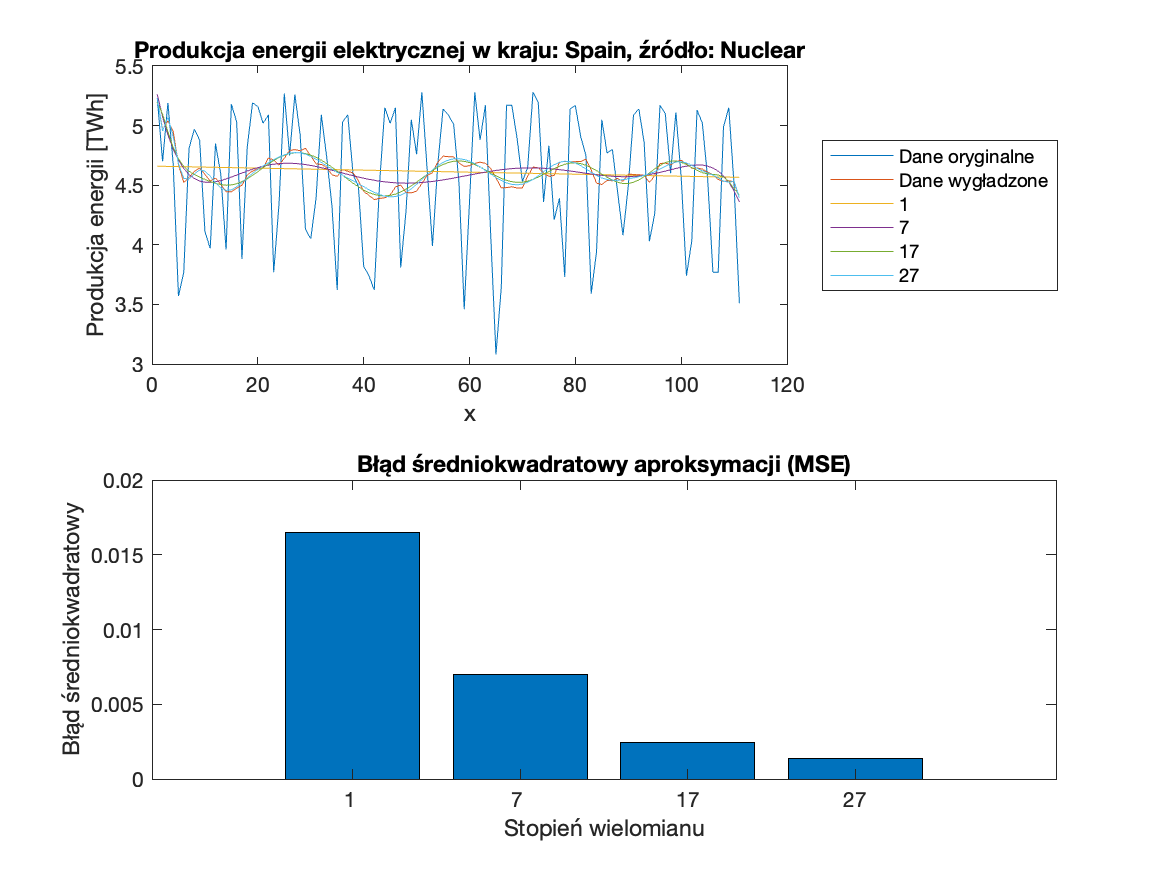 Produkcja energii elektrycznej w kraju: Spain, źródło: Nuclear
5.5
5
4.5
4
3.5
3
Produkcja energii [TWh]
0 20 40 60 80 100 120
x
Dane oryginalne
Dane wygładzone
1
7
17
27
Błąd średniokwadratowy aproksymacji (MSE)
0.02
0.015
0.01
0.005
0
Błąd średniokwadratowy
1 7 17 27
Stopień wielomianu